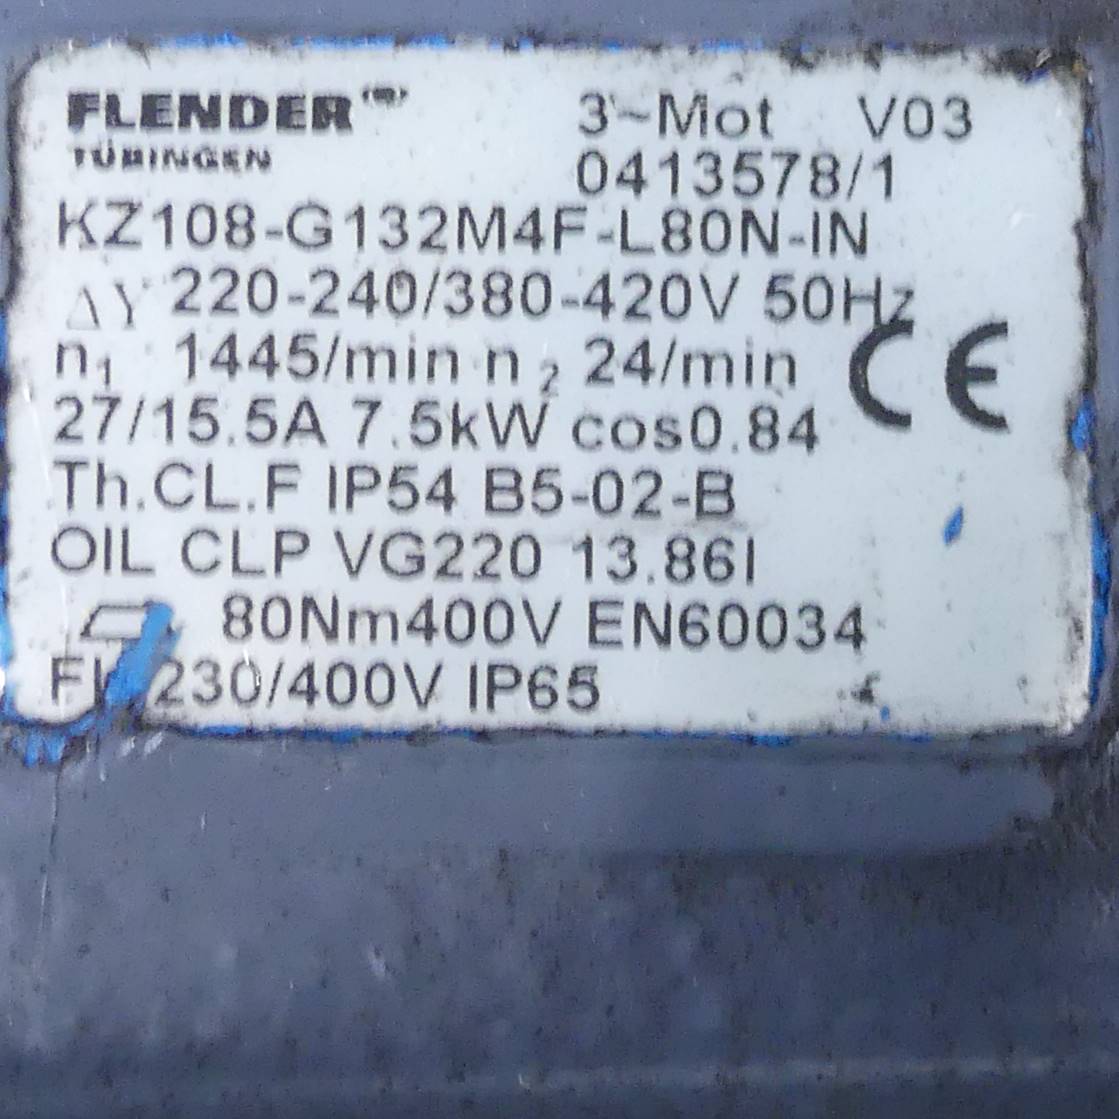 FLENDER
TÜBINGEN
3~Mot V03
0413578/1
KZ108-G132M4F-L80N-IN
ΔY 220-240/380-420V 50Hz
n1 1445/min n2 24/min
27/15.5A 7.5kW cos0.84
CE
Th.CL.F IP54 B5-02-B
OIL CLP VG220 13.86l
80Nm400V EN60034
230/400V IP65